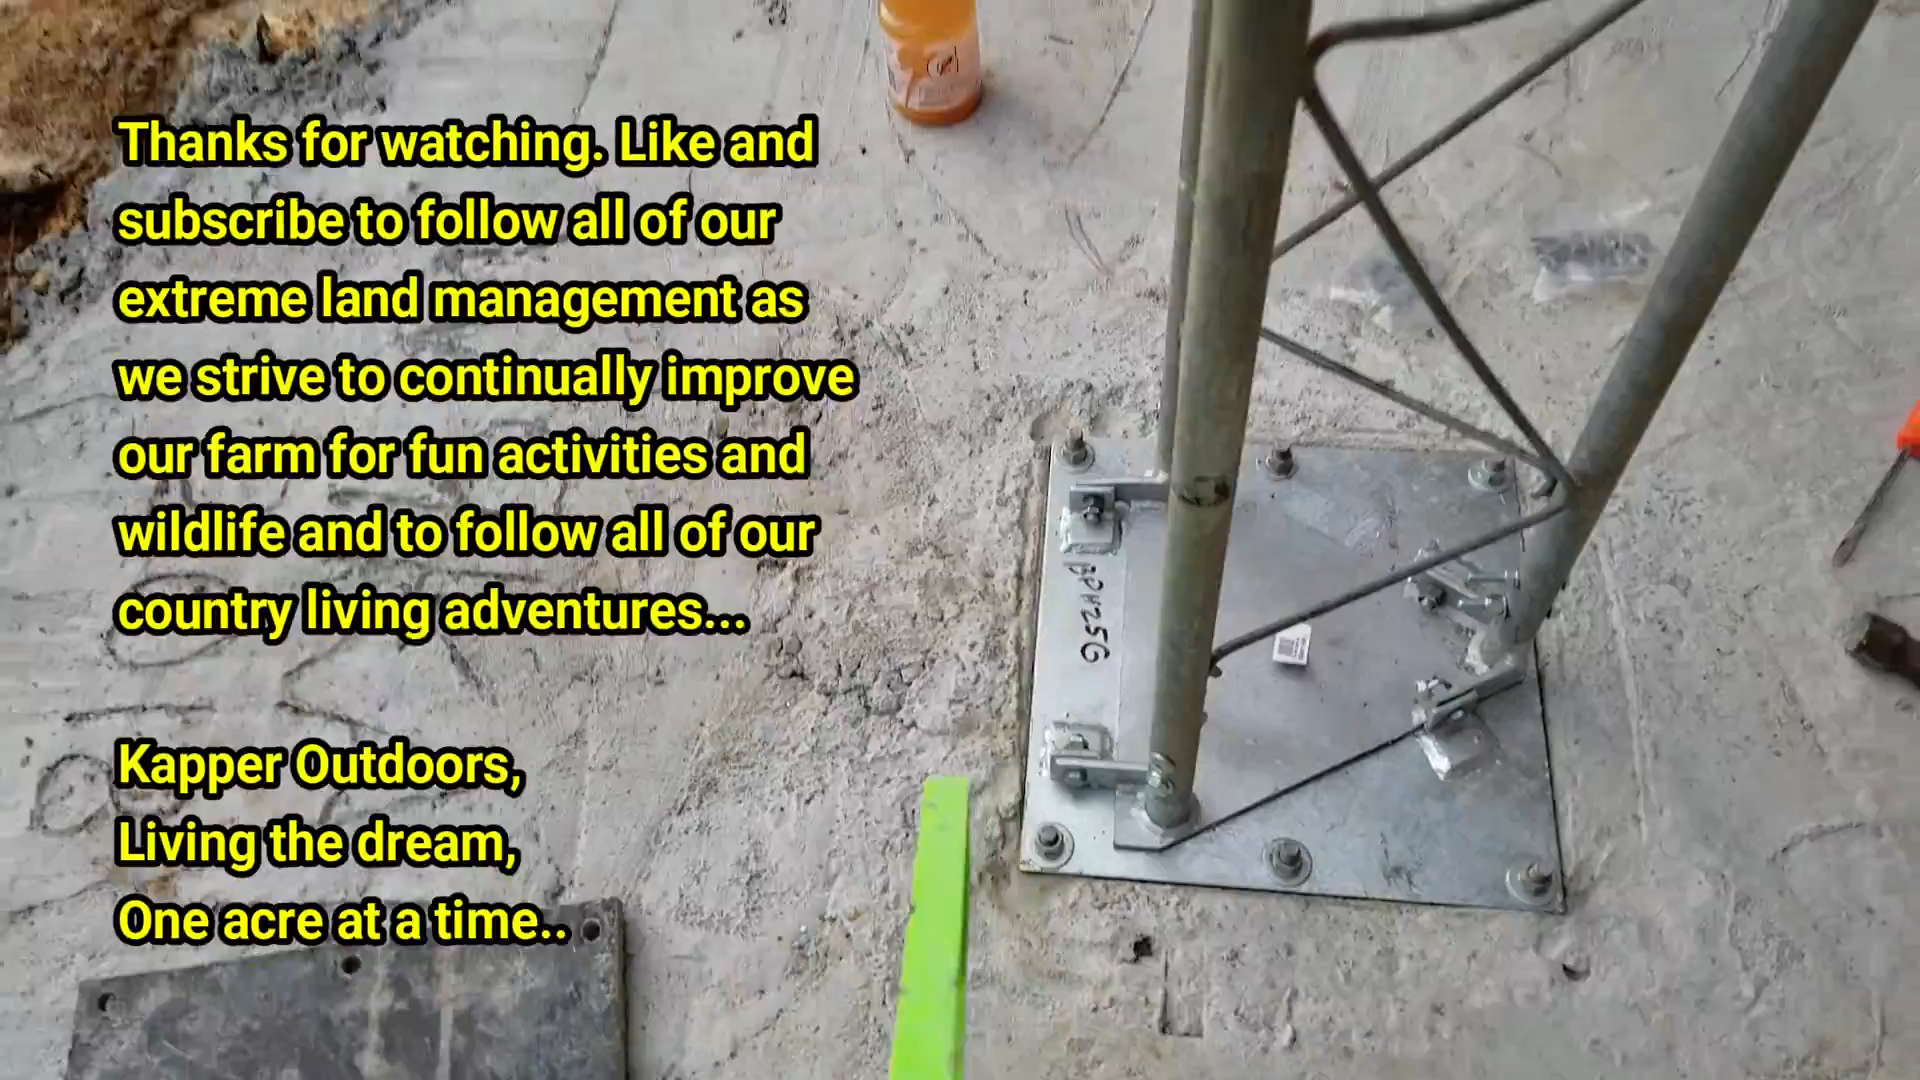 Thanks for watching. Like and
subscribe to follow all of our
extreme land management as
we strive to continually improve
our farm for fun activities and
wildlife and to follow all of our
country living adventures...
Kapper Outdoors,
Living the dream,
One acre at a time..
BPH25G